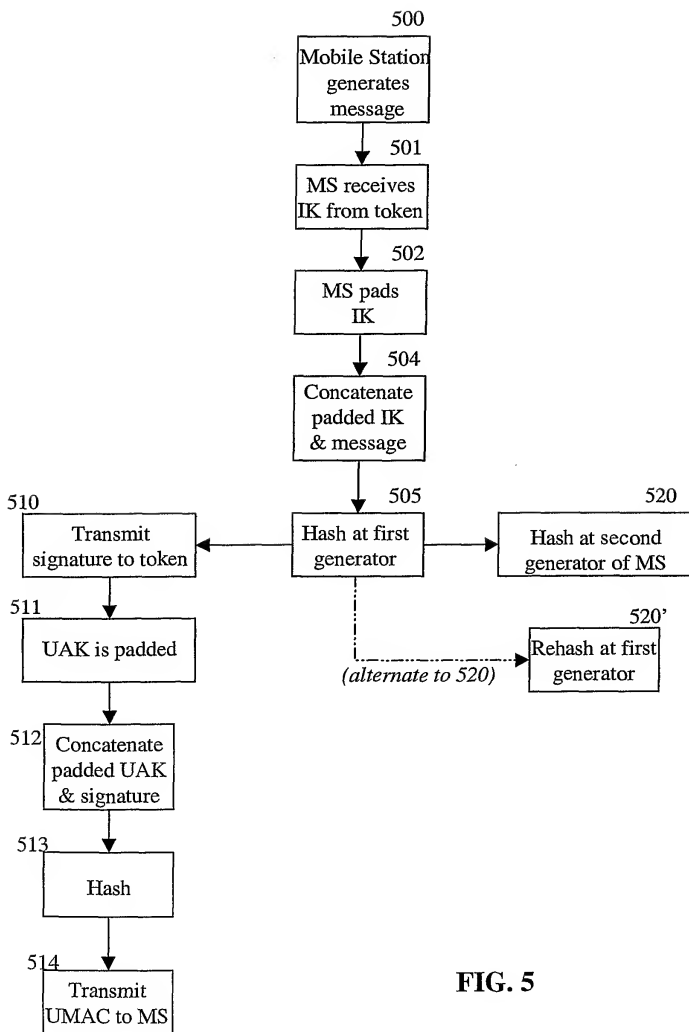 500
Mobile Station
generates
message
501
MS receives
IK from token
502
MS pads
IK
504
Concatenate
padded IK
& message
505
Hash at first
generator
510
Transmit
signature to token
520
Hash at second
generator of MS
511
UAK is padded
520'
Rehash at first
generator
(alternate to 520)
512
Concatenate
padded UAK
& signature
513
Hash
514
Transmit
UMAC to MS
FIG. 5